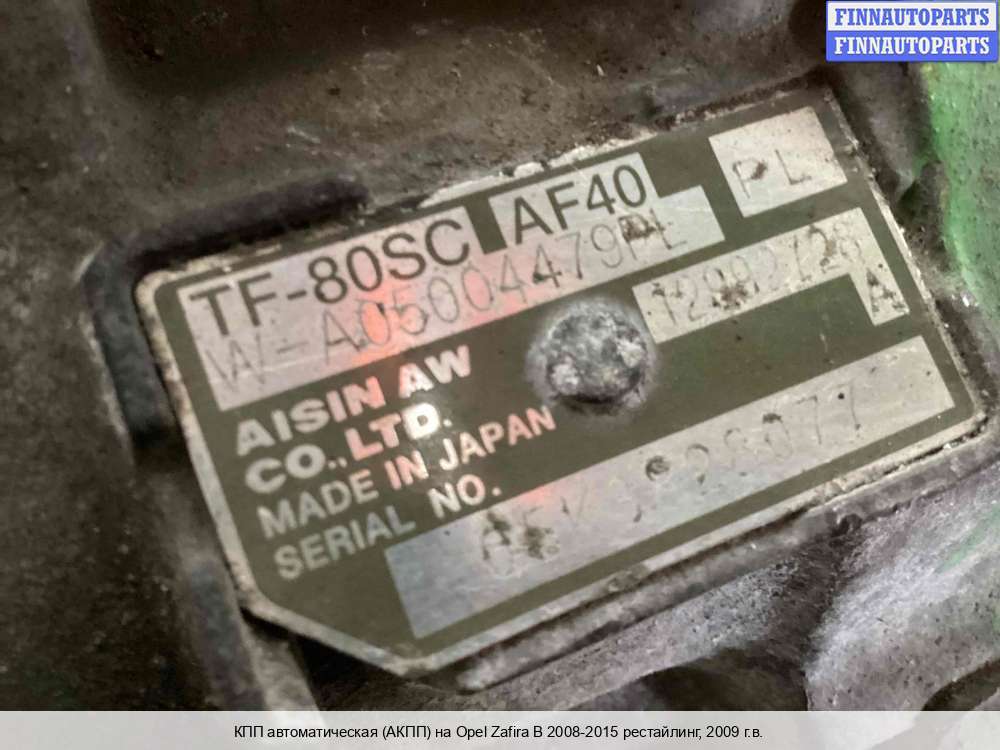 FINNAUTOPARTS
FINNAUTOPARTS
TF-80SC AF40 PL
W-A05004479PL
A
AISIN AW
CO.,LTD.
MADE IN JAPAN
SERIAL NO.
КПП автоматическая (АКПП) на Opel Zafira B 2008-2015 рестайлинг, 2009 г.в.